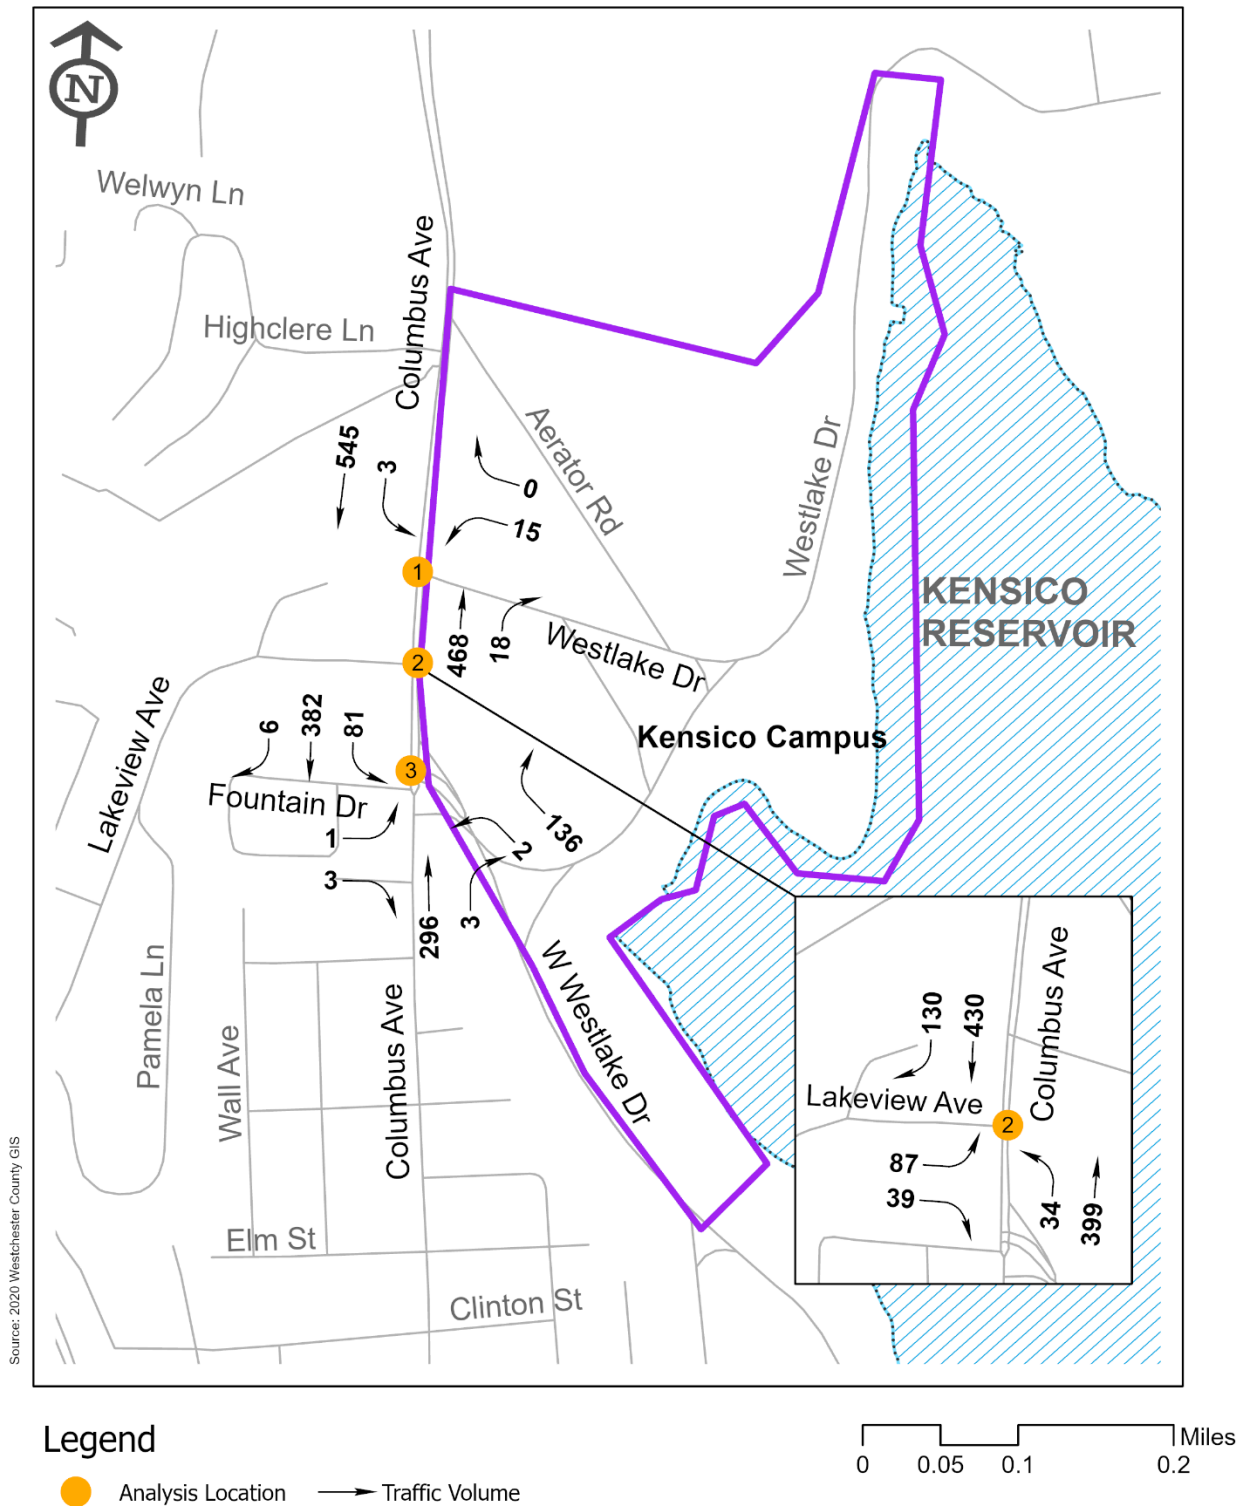 N
Welwyn Ln
Highclere Ln
Columbus Ave
Aerator Rd
Westlake Dr
545
3
0
15
1
468
18
Westlake Dr
KENSICO
RESERVOIR
2
Lakeview Ave
6
382
81
3
Kensico Campus
Fountain Dr
1
136
2
3
3
296
W Westlake Dr
Pamela Ln
Wall Ave
Columbus Ave
Elm St
Clinton St
130
430
Columbus Ave
Lakeview Ave
2
87
39
34
399
Source: 2020 Westchester County GIS
Legend
Analysis Location
Traffic Volume
Miles
0
0.05
0.1
0.2